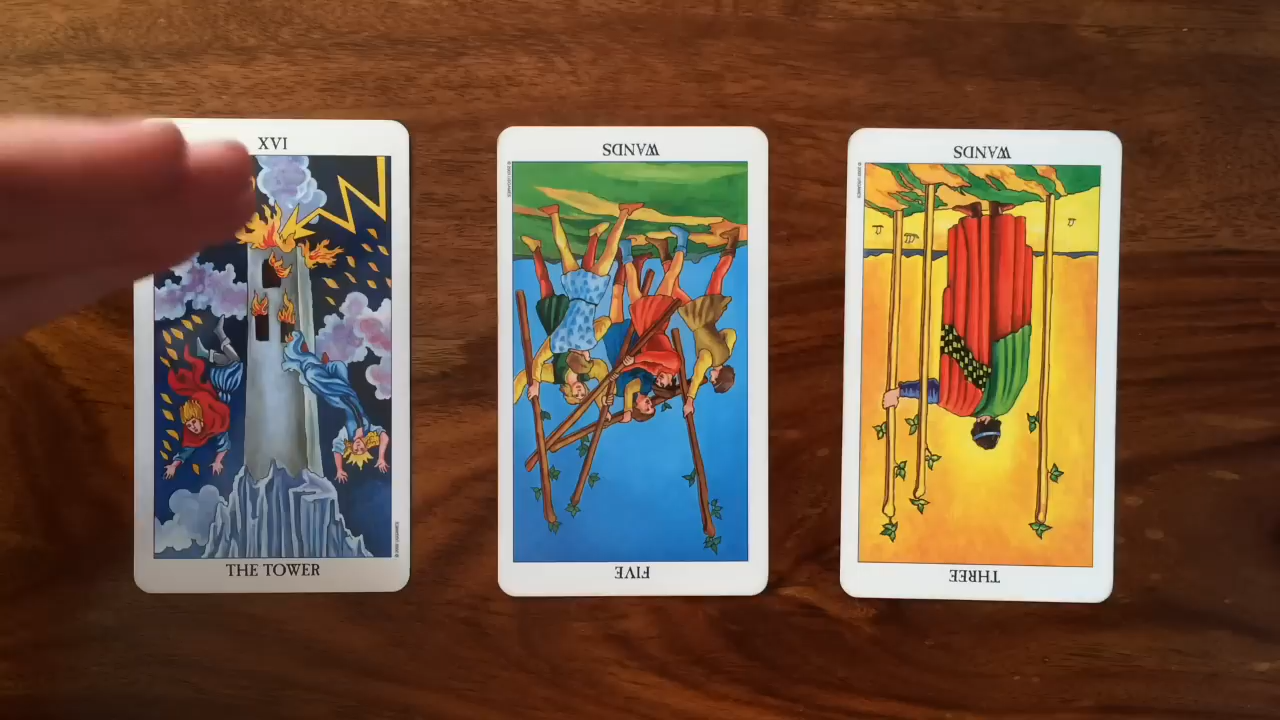 XVI
THE TOWER
WANDS
FIVE
WANDS
THREE